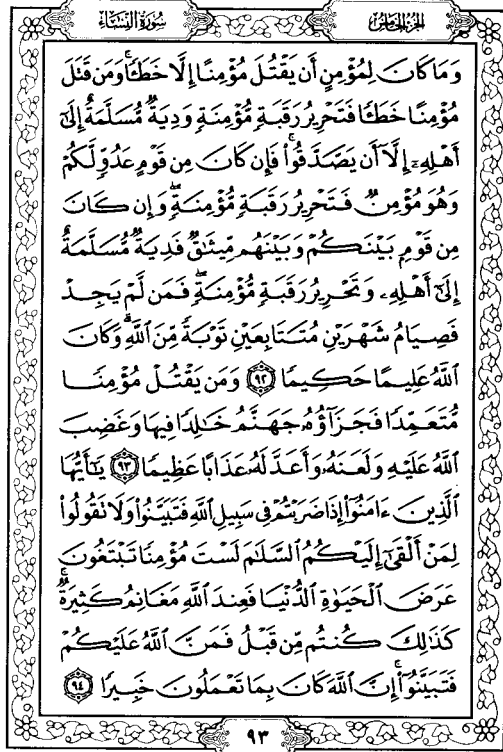 الجزء الخامس
سورة النساء
وَمَا كَانَ لِمُؤْمِنٍ أَن يَقْتُلَ مُؤْمِنًا إِلَّا خَطَـًٔا ۚ وَمَن قَتَلَ
مُؤْمِنًا خَطَـًٔا فَتَحْرِيرُ رَقَبَةٍ مُّؤْمِنَةٍ وَدِيَةٌ مُّسَلَّمَةٌ إِلَىٰٓ
أَهْلِهِۦٓ إِلَّآ أَن يَصَّدَّقُوا۟ ۚ فَإِن كَانَ مِن قَوْمٍ عَدُوٍّ لَّكُمْ
وَهُوَ مُؤْمِنٌ فَتَحْرِيرُ رَقَبَةٍ مُّؤْمِنَةٍ ۖ وَإِن كَانَ
مِن قَوْمٍۭ بَيْنَكُمْ وَبَيْنَهُم مِّيثَـٰقٌ فَدِيَةٌ مُّسَلَّمَةٌ
إِلَىٰٓ أَهْلِهِۦ وَتَحْرِيرُ رَقَبَةٍ مُّؤْمِنَةٍ ۖ فَمَن لَّمْ يَجِدْ
فَصِيَامُ شَهْرَيْنِ مُتَتَابِعَيْنِ تَوْبَةً مِّنَ ٱللَّهِ ۗ وَكَانَ
ٱللَّهُ عَلِيمًا حَكِيمًا ٩٢ وَمَن يَقْتُلْ مُؤْمِنًا
مُّتَعَمِّدًا فَجَزَآؤُهُۥ جَهَنَّمُ خَـٰلِدًا فِيهَا وَغَضِبَ
ٱللَّهُ عَلَيْهِ وَلَعَنَهُۥ وَأَعَدَّ لَهُۥ عَذَابًا عَظِيمًا ٩٣ يَـٰٓأَيُّهَا
ٱلَّذِينَ ءَامَنُوٓا۟ إِذَا ضَرَبْتُمْ فِى سَبِيلِ ٱللَّهِ فَتَبَيَّنُوا۟ وَلَا تَقُولُوا۟
لِمَنْ أَلْقَىٰٓ إِلَيْكُمُ ٱلسَّلَـٰمَ لَسْتَ مُؤْمِنًا تَبْتَغُونَ
عَرَضَ ٱلْحَيَوٰةِ ٱلدُّنْيَا فَعِندَ ٱللَّهِ مَغَانِمُ كَثِيرَةٌ ۚ
كَذَٰلِكَ كُنتُم مِّن قَبْلُ فَمَنَّ ٱللَّهُ عَلَيْكُمْ
فَتَبَيَّنُوٓا۟ ۚ إِنَّ ٱللَّهَ كَانَ بِمَا تَعْمَلُونَ خَبِيرًا ٩٤
٩٣